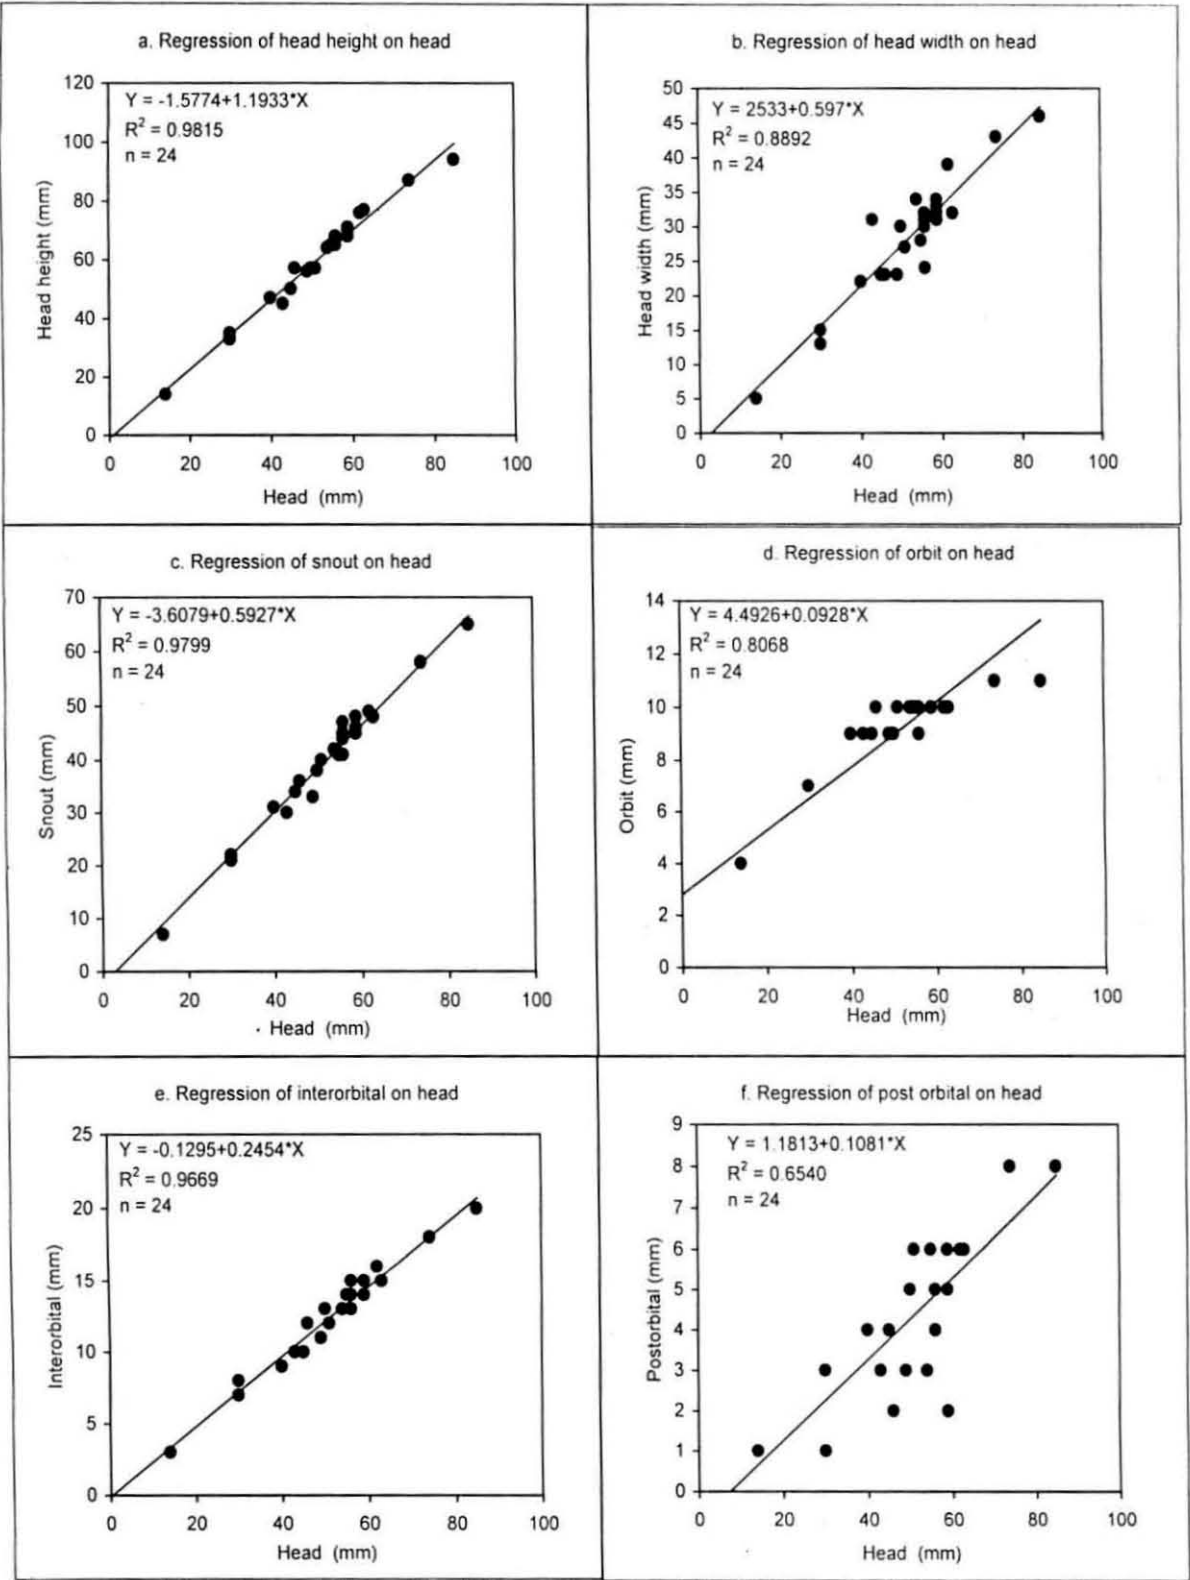 a. Regression of head height on head
Y = -1.5774+1.1933*X
R² = 0.9815
n = 24
120
100
80
60
40
20
0
Head height (mm)
0 20 40 60 80 100
Head (mm)
b. Regression of head width on head
Y = 2533+0.597*X
R² = 0.8892
n = 24
50
45
40
35
30
25
20
15
10
5
0
Head width (mm)
0 20 40 60 80 100
Head (mm)
c. Regression of snout on head
Y = -3.6079+0.5927*X
R² = 0.9799
n = 24
70
60
50
40
30
20
10
0
Snout (mm)
0 20 40 60 80 100
Head (mm)
d. Regression of orbit on head
Y = 4.4926+0.0928*X
R² = 0.8068
n = 24
14
12
10
8
6
4
2
0
Orbit (mm)
0 20 40 60 80 100
Head (mm)
e. Regression of interorbital on head
Y = -0.1295+0.2454*X
R² = 0.9669
n = 24
25
20
15
10
5
0
Interorbital (mm)
0 20 40 60 80 100
Head (mm)
f. Regression of post orbital on head
Y = 1.1813+0.1081*X
R² = 0.6540
n = 24
9
8
7
6
5
4
3
2
1
0
Postorbital (mm)
0 20 40 60 80 100
Head (mm)